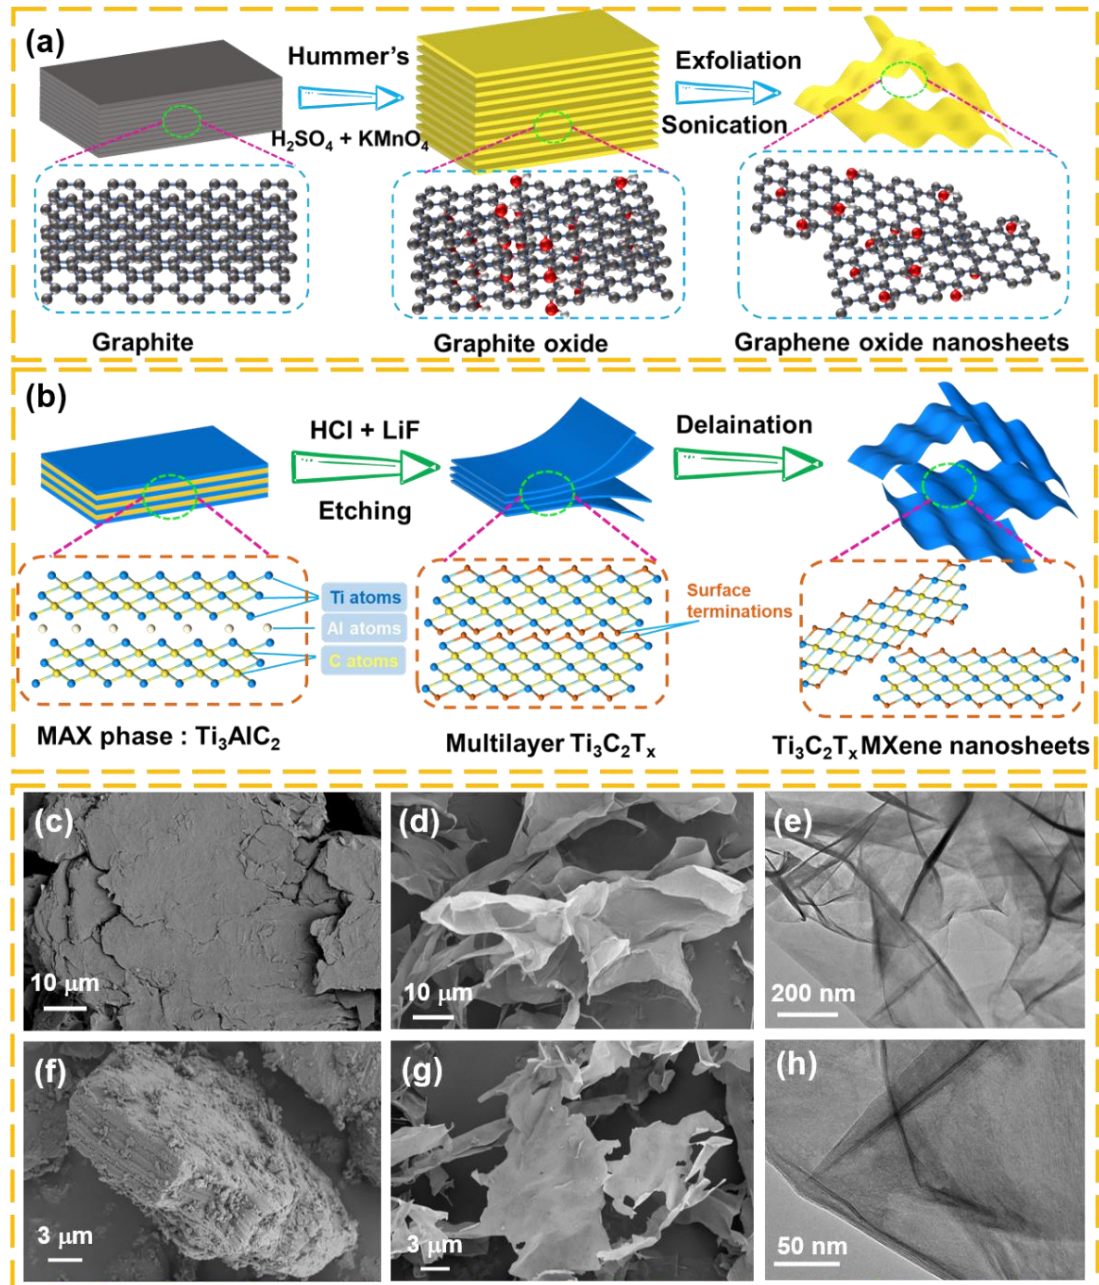 (a)
Hummer's
H₂SO₄ + KMnO₄
Exfoliation
Sonication
Graphite
Graphite oxide
Graphene oxide nanosheets
(b)
HCl + LiF
Etching
Delaination
Ti atoms
Al atoms
C atoms
Surface
terminations
MAX phase : Ti₃AlC₂
Multilayer Ti₃C₂Tₓ
Ti₃C₂Tₓ MXene nanosheets
(c)
10 μm
(d)
10 μm
(e)
200 nm
(f)
3 μm
(g)
3 μm
(h)
50 nm